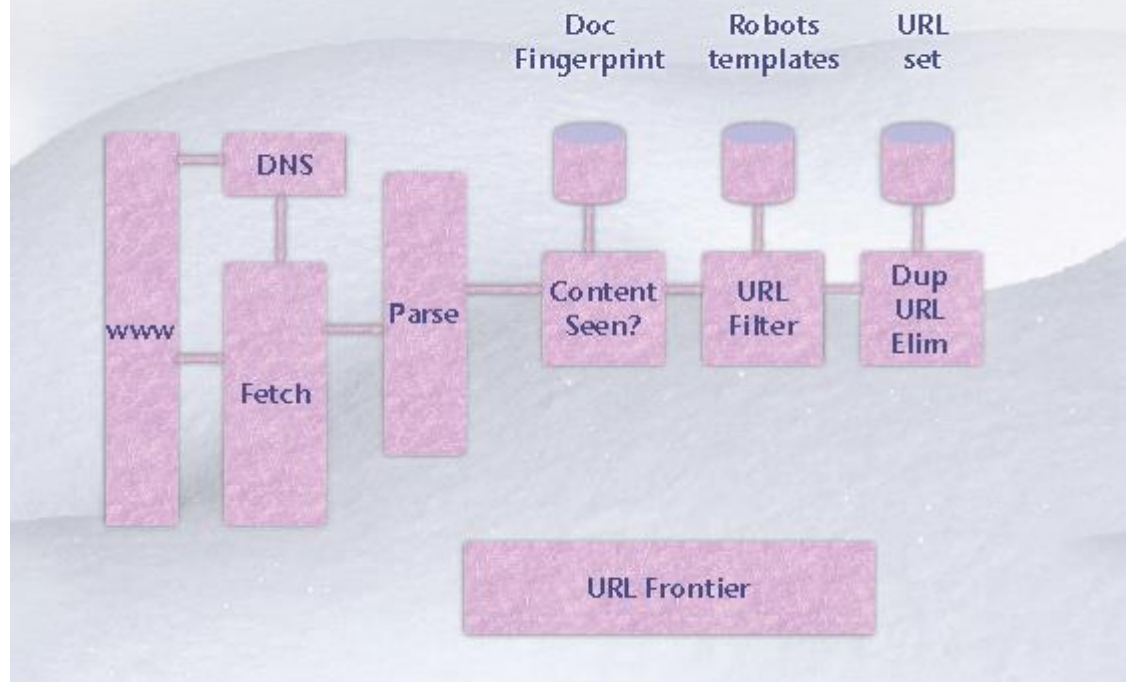 Doc
Fingerprint
Robots
templates
URL
set
DNS
www
Fetch
Parse
Content
Seen?
URL
Filter
Dup
URL
Elim
URL Frontier